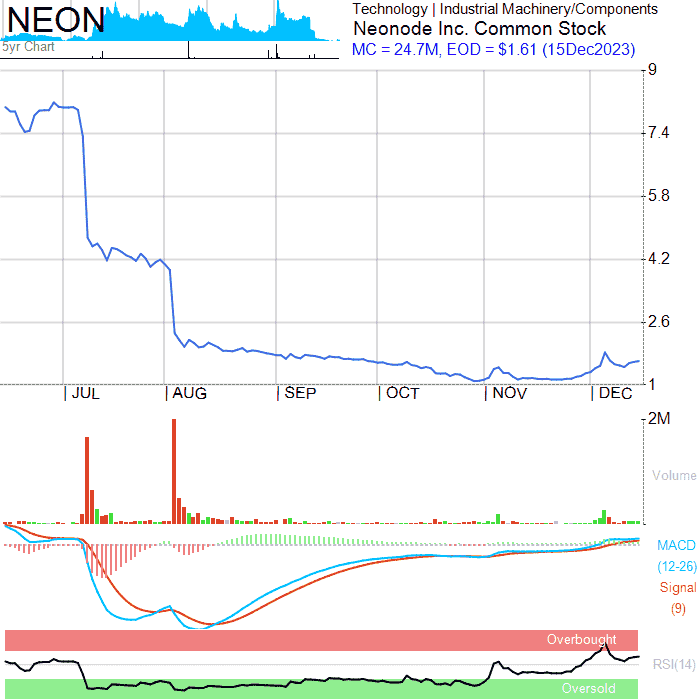 NEON
5yr Chart
Technology | Industrial Machinery/Components
Neonode Inc. Common Stock
MC = 24.7M, EOD = $1.61 (15Dec2023)
9
7.4
5.8
4.2
2.6
1
JUL AUG SEP OCT NOV DEC
2M
Volume
MACD
(12-26)
Signal
(9)
Overbought
RSI(14)
Oversold